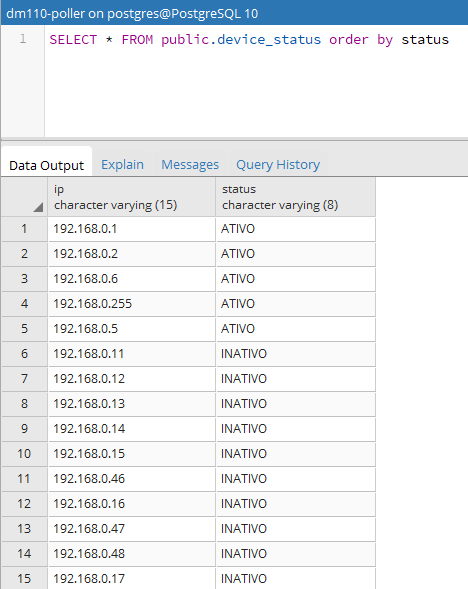 dm110-poller on postgres@PostgreSQL 10
1 SELECT * FROM public.device_status order by status
Data Output Explain Messages Query History
ip status
character varying (15) character varying (8)
1 192.168.0.1 ATIVO
2 192.168.0.2 ATIVO
3 192.168.0.6 ATIVO
4 192.168.0.255 ATIVO
5 192.168.0.5 ATIVO
6 192.168.0.11 INATIVO
7 192.168.0.12 INATIVO
8 192.168.0.13 INATIVO
9 192.168.0.14 INATIVO
10 192.168.0.15 INATIVO
11 192.168.0.46 INATIVO
12 192.168.0.16 INATIVO
13 192.168.0.47 INATIVO
14 192.168.0.48 INATIVO
15 192.168.0.17 INATIVO